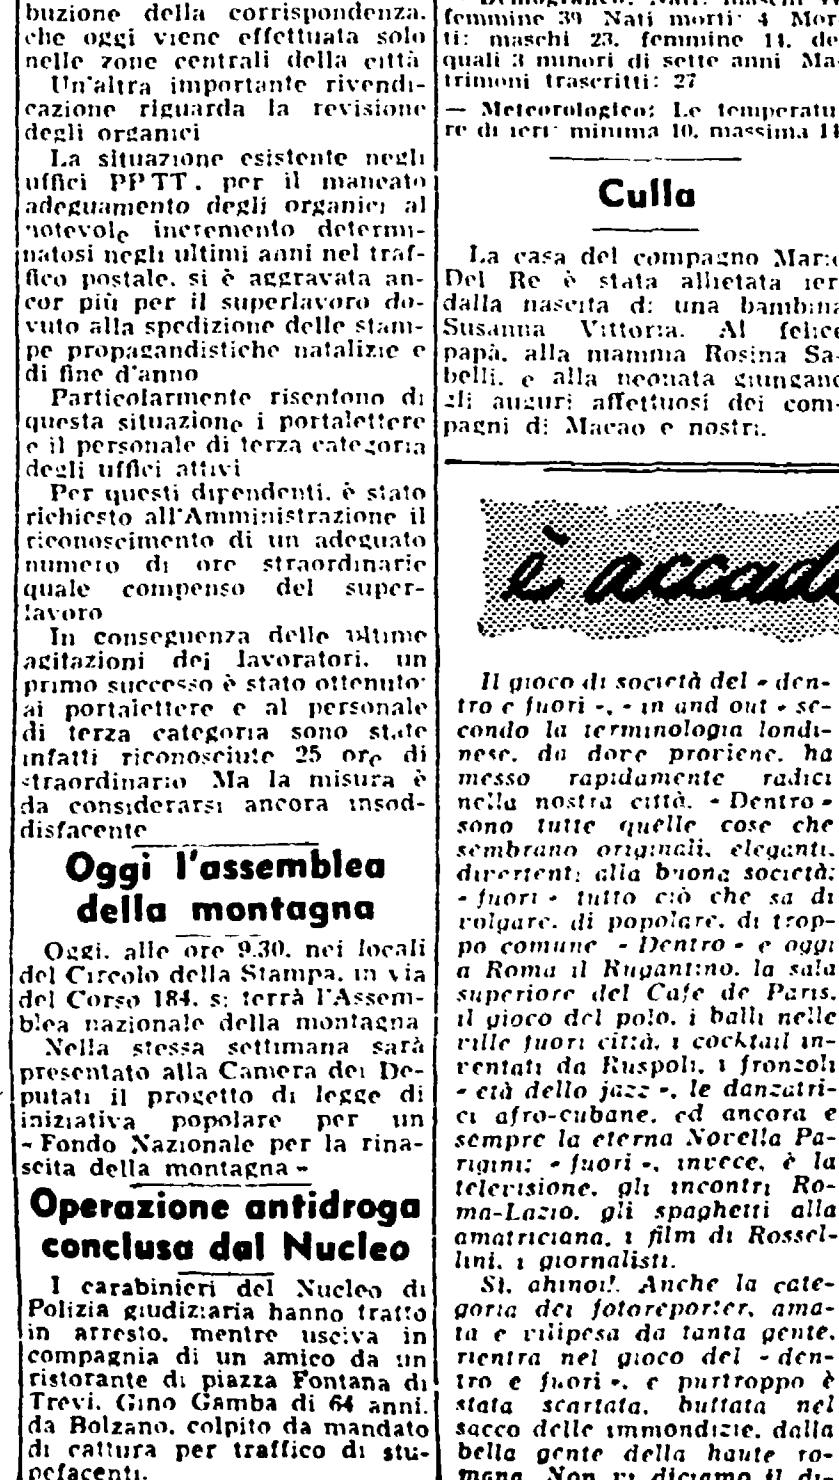 buzione della corrispondenza.
che oggi viene effettuata solo
nelle zone centrali della città
Un'altra importante rivendi-
cazione riguarda la revisione
degli organici
La situazione esistente negli
uffici PPTT. per il mancato
adeguamento degli organici al
notevole incremento determi-
natosi negli ultimi anni nel traf-
fico postale. si è aggravata an-
cor più per il superlavoro do-
vuto alla spedizione delle stam-
pe propagandistiche natalizie e
di fine d'anno
Particolarmente risentono di
questa situazione i portalettere
e il personale di terza categoria
degli uffici attivi
Per questi dipendenti. è stato
richiesto all'Amministrazione il
riconoscimento di un adeguato
numero di ore straordinarie
quale compenso del super-
lavoro
In conseguenza delle ultime
agitazioni dei lavoratori. un
primo successo è stato ottenuto:
ai portalettere e al personale
di terza categoria sono state
infatti riconosciute 25 ore di
straordinario Ma la misura è
da considerarsi ancora insod-
disfacente
Oggi l'assemblea
della montagna
Oggi. alle ore 9.30. nei locali
del Circolo della Stampa. in via
del Corso 184. si terrà l'Assem-
blea nazionale della montagna
Nella stessa settimana sarà
presentato alla Camera dei De-
putati il progetto di legge di
iniziativa popolare per un
- Fondo Nazionale per la rina-
scita della montagna -
Operazione antidroga
conclusa dal Nucleo
I carabinieri del Nucleo di
Polizia giudiziaria hanno tratto
in arresto. mentre usciva in
compagnia di un amico da un
ristorante di piazza Fontana di
Trevi. Gino Gamba di 64 anni.
da Bolzano. colpito da mandato
di cattura per traffico di stu-
pefacenti.
femmine 39 Nati morti: 4 Mor
ti: maschi 23. femmine 14. de
quali 3 minori di sette anni Ma
trimoni trascritti: 27
— Meteorologico: Le temperatu
re di ieri: minima 10. massima 14
Culla
La casa del compagno Mario
Del Re è stata allietata ier
dalla nascita di una bambina
Susanna Vittoria. Al felice
papà. alla mamma Rosina Sa-
belli. e alla neonata giungano
gli auguri affettuosi dei com-
pagni di Macao e nostri.
è accad
Il gioco di società del - den-
tro e fuori -. - in and out - se-
condo la terminologia londi-
nese. da dove proviene. ha
messo rapidamente radici
nella nostra città. - Dentro -
sono tutte quelle cose che
sembrano originali. eleganti.
divertenti alla buona società;
- fuori - tutto ciò che sa di
volgare. di popolare. di trop-
po comune - Dentro - e oggi
a Roma il Rugantino. la sala
superiore del Cafe de Paris.
il gioco del polo. i balli nelle
ville fuori città. i cocktail in-
ventati da Ruspoli. i fronzoli
- età dello jazz -. le danzatri-
ci afro-cubane. ed ancora e
sempre la eterna Novella Pa-
rigini; - fuori -. invece. è la
televisione. gli incontri Ro-
ma-Lazio. gli spaghetti alla
amatriciana. i film di Rossel-
lini. i giornalisti.
Sì. ahinoi!. Anche la cate-
goria dei fotoreporter. ama-
ta e vilipesa da tanta gente.
rientra nel gioco del - den-
tro e fuori -. e purtroppo è
stata scartata. buttata nel
sacco delle immondizie. dalla
bella gente della haute ro-
mana Non vi diciamo il di-